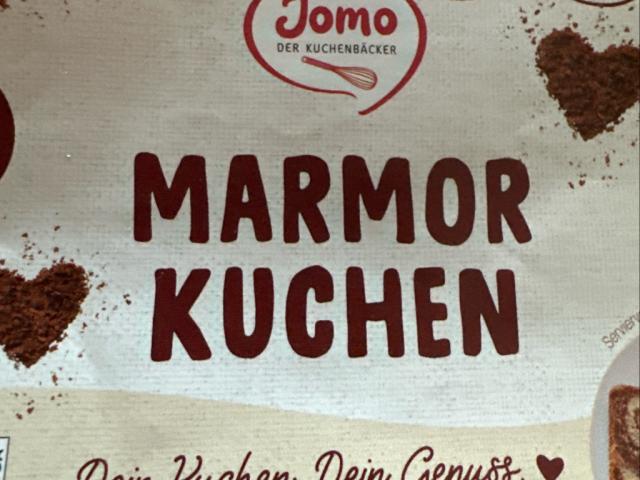 Jomo
DER KUCHENBÄCKER
MARMOR
KUCHEN
Dein Kuchen. Dein Genuss.